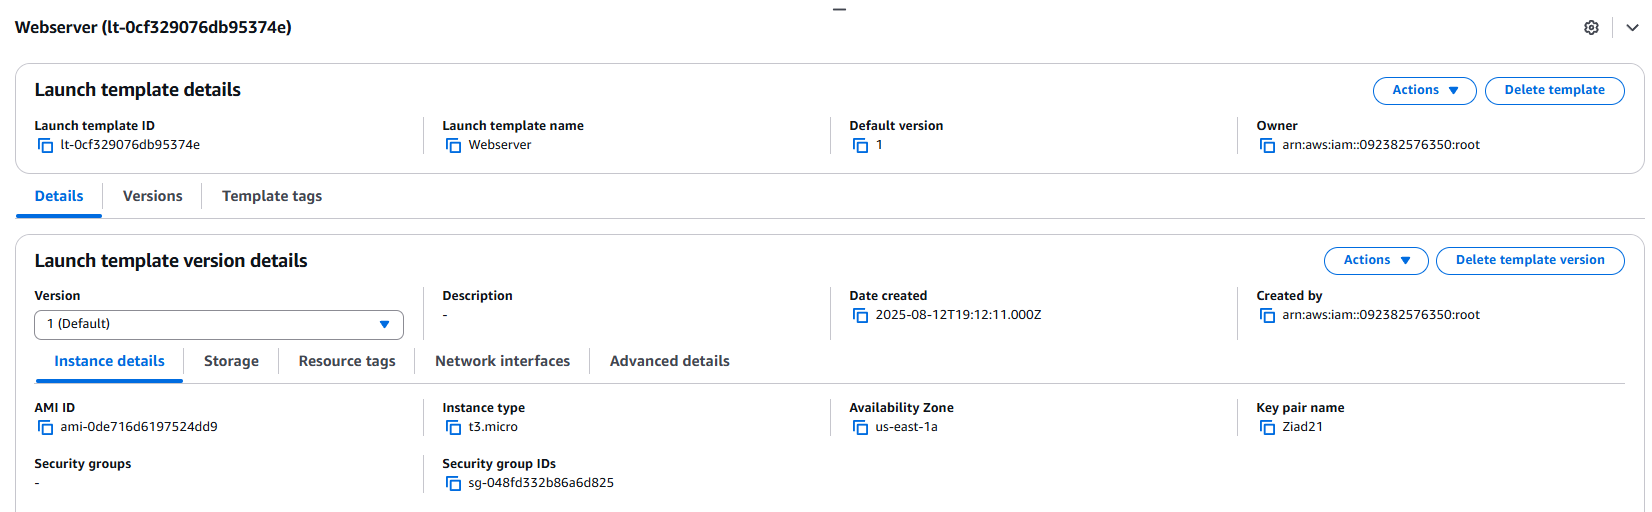 Webserver (lt-0cf329076db95374e)
Launch template details
Actions
Delete template
Launch template ID
lt-0cf329076db95374e
Launch template name
Webserver
Default version
1
Owner
arn:aws:iam::092382576350:root
Details
Versions
Template tags
Launch template version details
Actions
Delete template version
Version
1 (Default)
Description
-
Date created
2025-08-12T19:12:11.000Z
Created by
arn:aws:iam::092382576350:root
Instance details
Storage
Resource tags
Network interfaces
Advanced details
AMI ID
ami-0de716d6197524dd9
Instance type
t3.micro
Availability Zone
us-east-1a
Key pair name
Ziad21
Security groups
-
Security group IDs
sg-048fd332b86a6d825